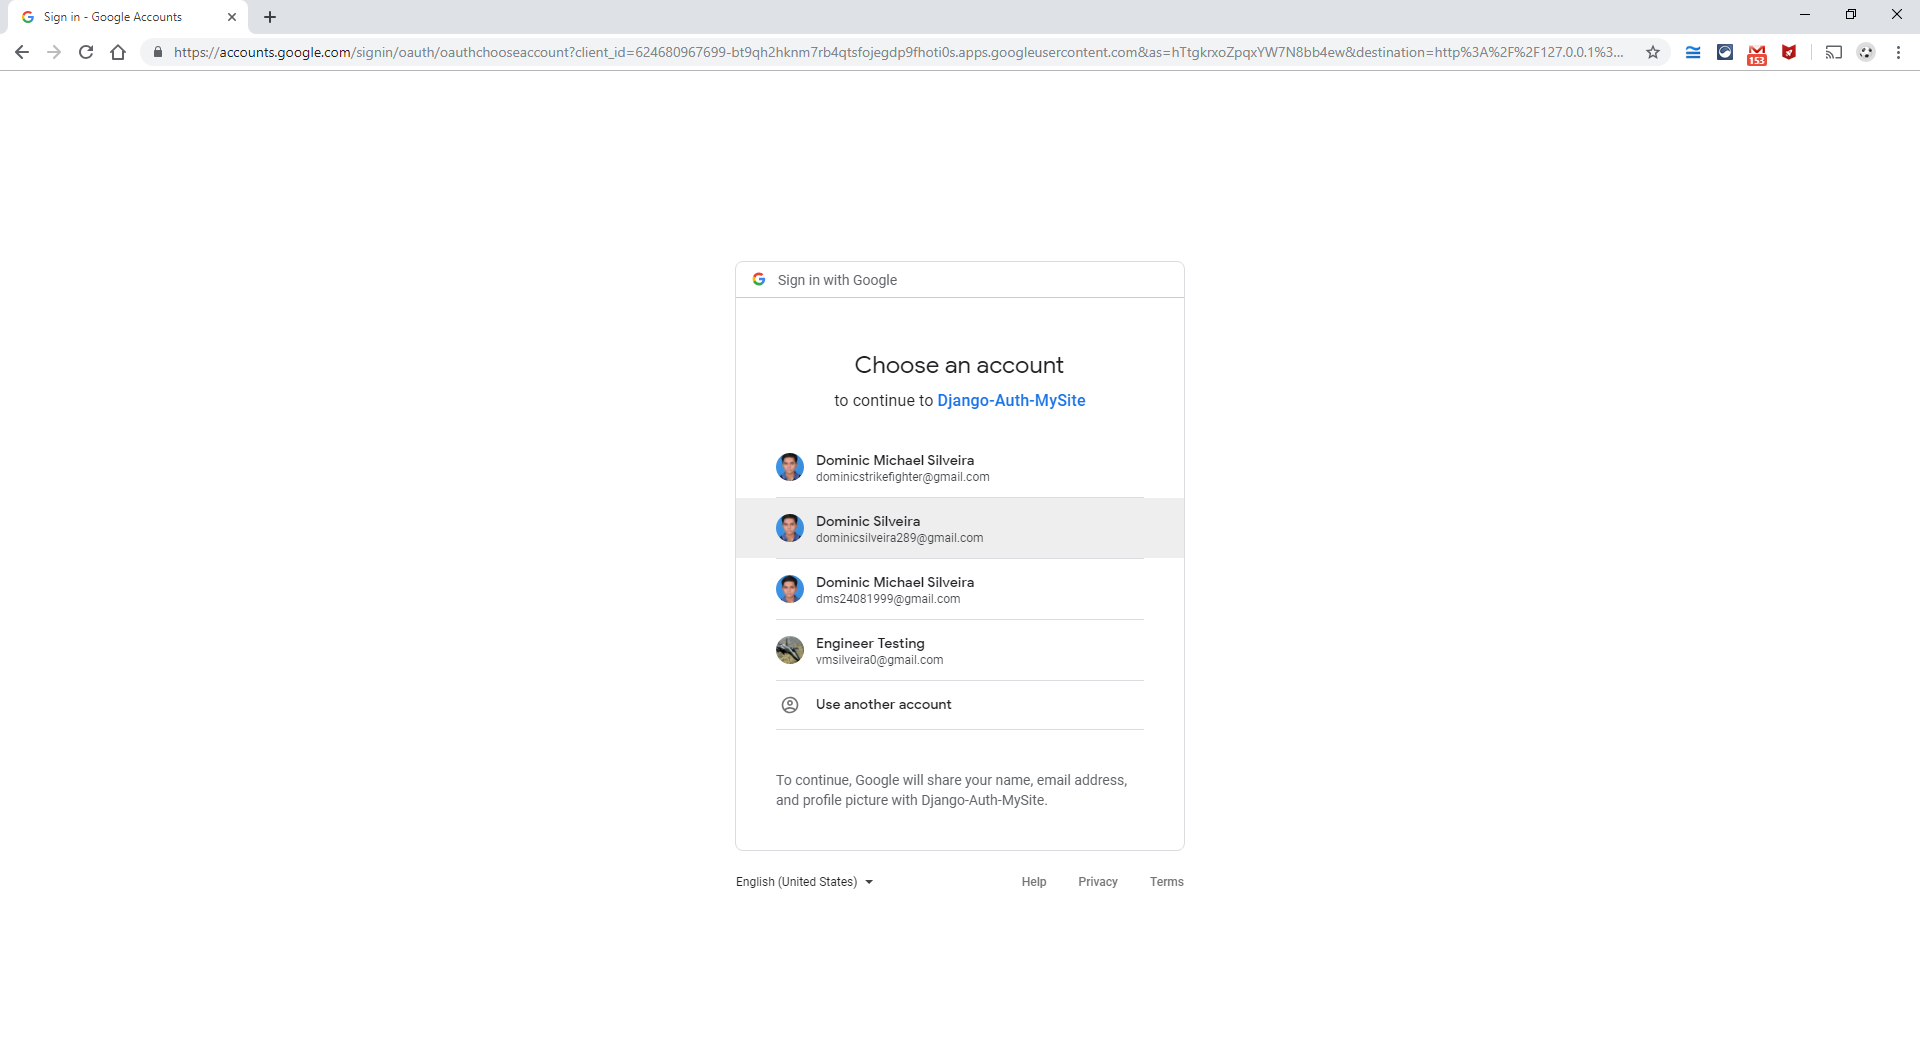 Sign in - Google Accounts
https://accounts.google.com/signin/oauth/oauthchooseaccount?client_id=624680967699-bt9qh2hknm7rb4qtsfojegdp9fhoti0s.apps.googleusercontent.com&as=hTtgkrxoZpqxYW7N8bb4ew&destination=http%3A%2F%2F127.0.0.1%3...
153
Sign in with Google
Choose an account
to continue to Django-Auth-MySite
Dominic Michael Silveira
dominicstrikefighter@gmail.com
Dominic Silveira
dominicsilveira289@gmail.com
Dominic Michael Silveira
dms24081999@gmail.com
Engineer Testing
vmsilveira0@gmail.com
Use another account
To continue, Google will share your name, email address,
and profile picture with Django-Auth-MySite.
English (United States)
Help Privacy Terms